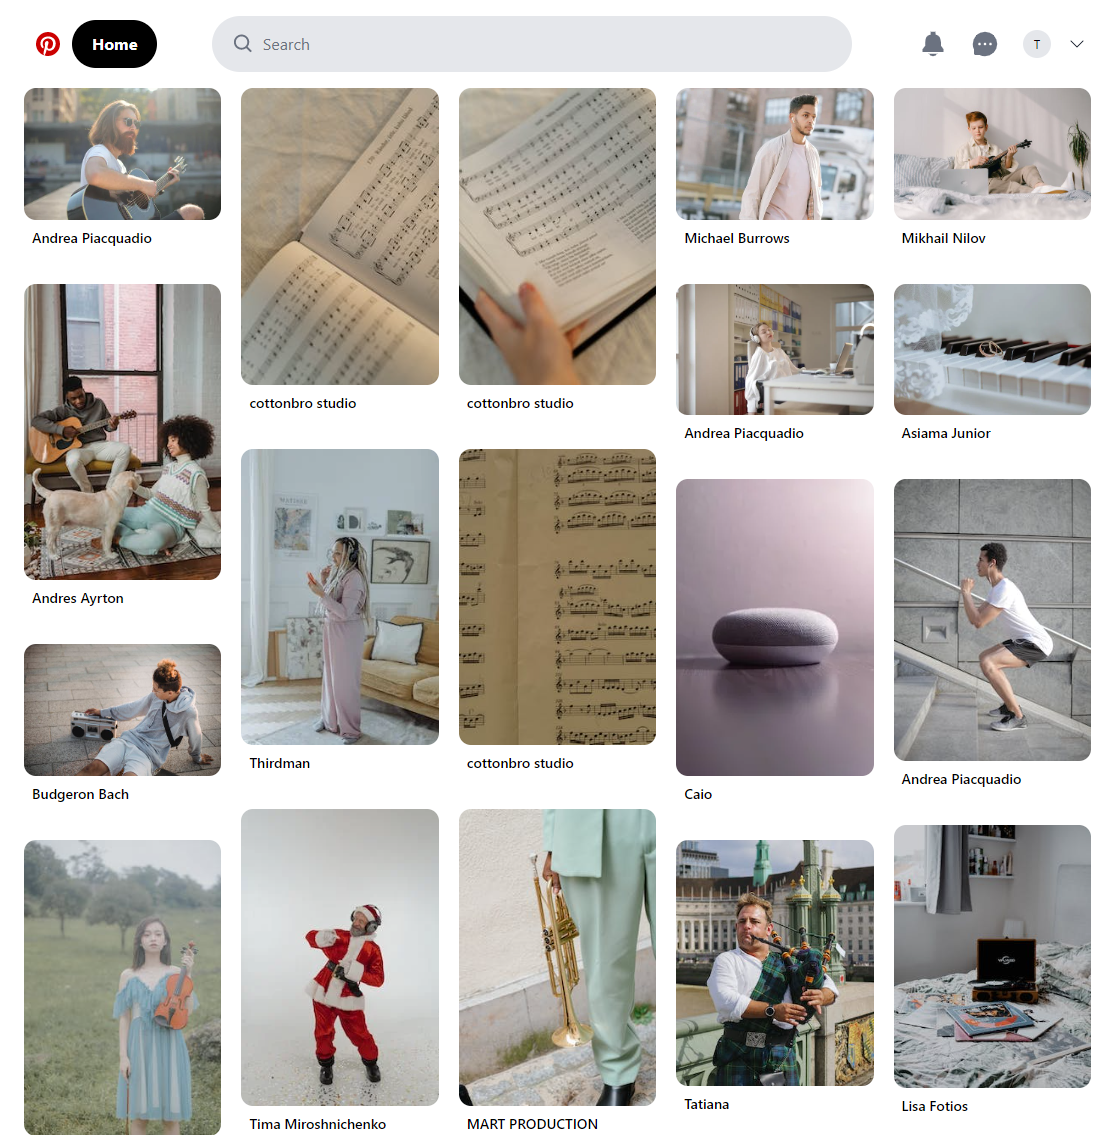 Home
Search
T
Andrea Piacquadio
cottonbro studio
cottonbro studio
Michael Burrows
Mikhail Nilov
Andres Ayrton
Andrea Piacquadio
Asiama Junior
MATISSE
Thirdman
cottonbro studio
Caio
Andrea Piacquadio
Budgeron Bach
Tima Miroshnichenko
MART PRODUCTION
Tatiana
Lisa Fotios